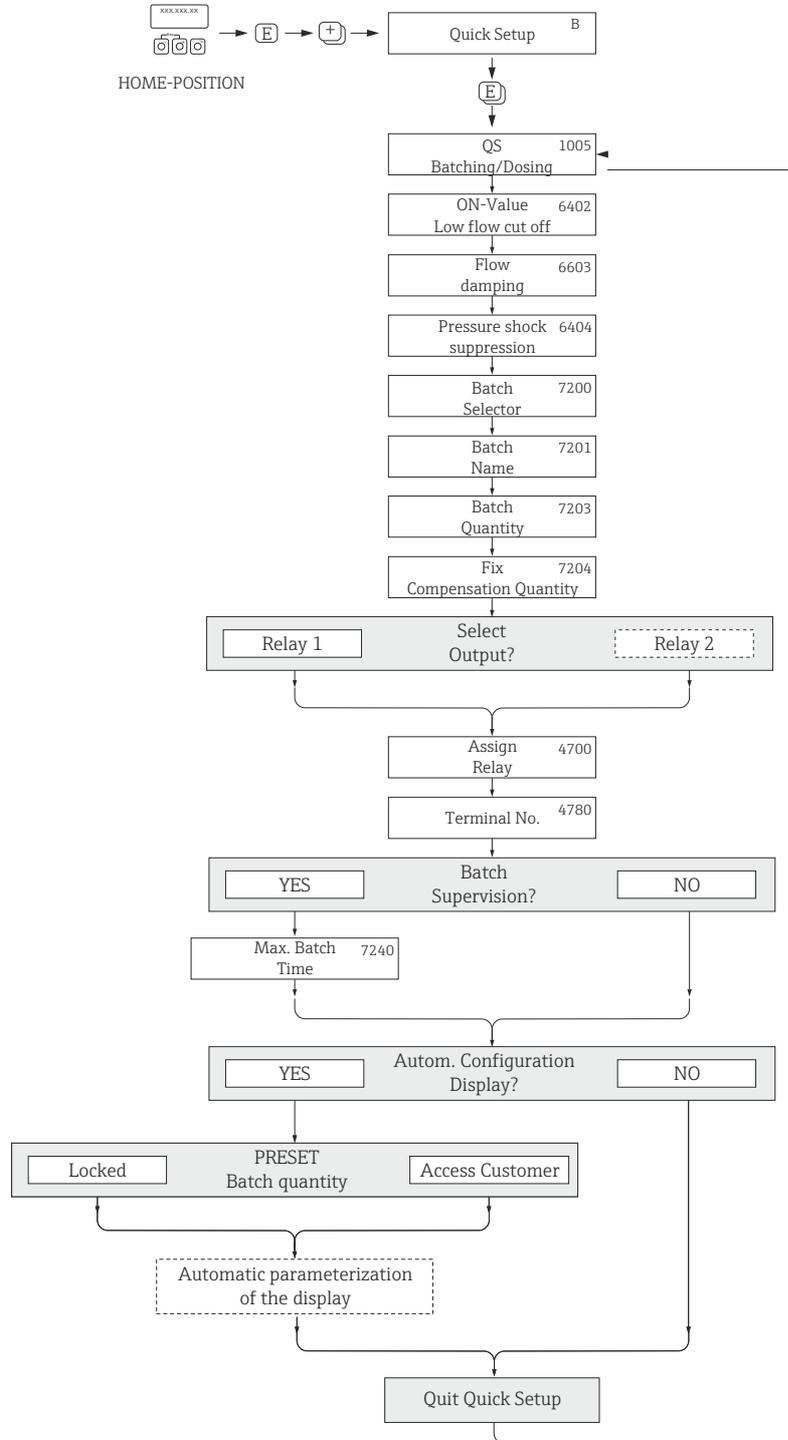 xxx.xxx.xx
E
+
Quick Setup
B
HOME-POSITION
E
QS
1005
Batching/Dosing
ON-Value
6402
Low flow cut off
Flow
6603
damping
Pressure shock
6404
suppression
Batch
7200
Selector
Batch
7201
Name
Batch
7203
Quantity
Fix
7204
Compensation Quantity
Relay 1
Select
Output?
Relay 2
Assign
4700
Relay
Terminal No.
4780
YES
Batch
Supervision?
NO
Max. Batch
7240
Time
YES
Autom. Configuration
Display?
NO
Locked
PRESET
Batch quantity
Access Customer
Automatic parameterization
of the display
Quit Quick Setup